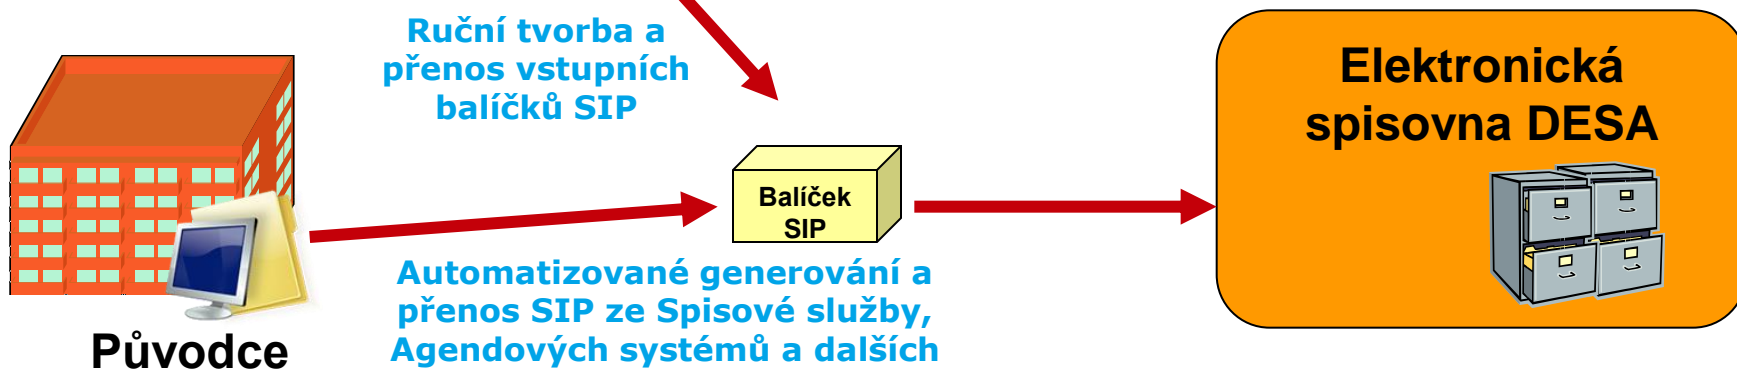 Ruční tvorba a
přenos vstupních
balíčků SIP
Elektronická
spisovna DESA
Balíček
SIP
Automatizované generování a
přenos SIP ze Spisové služby,
Agendových systémů a dalších
Původce